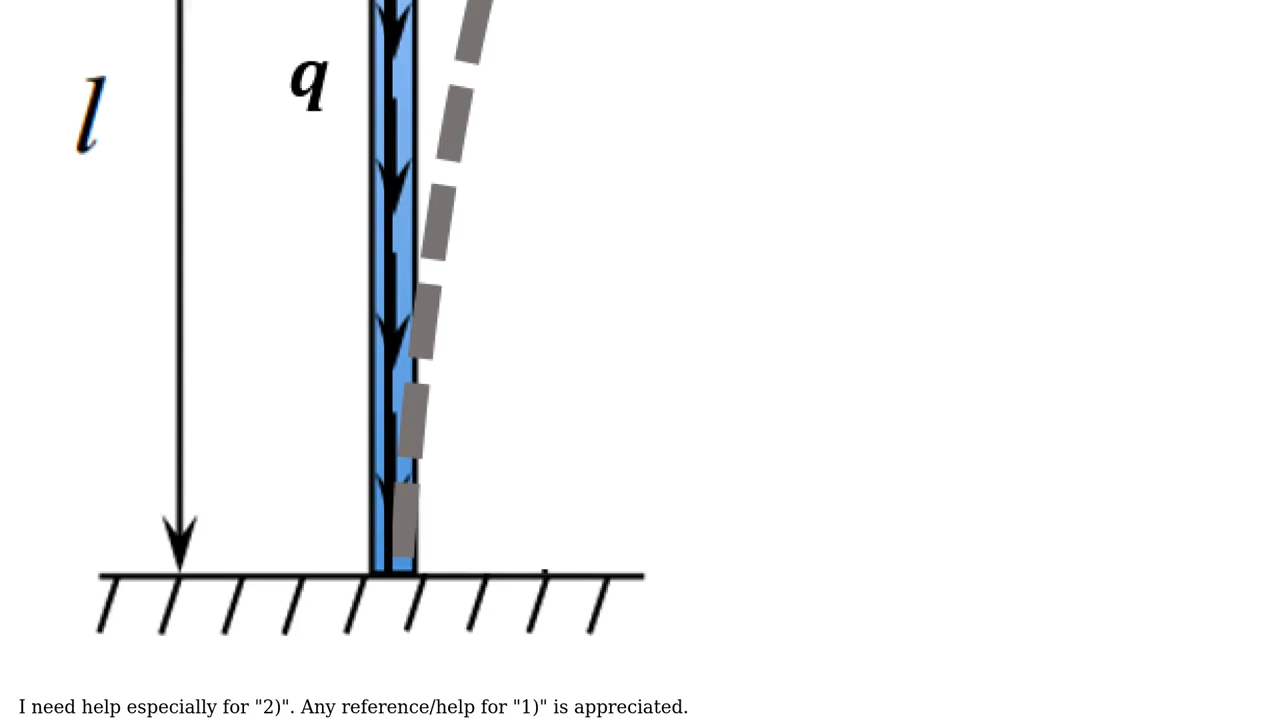 q
l
I need help especially for "2)". Any reference/help for "1)" is appreciated.